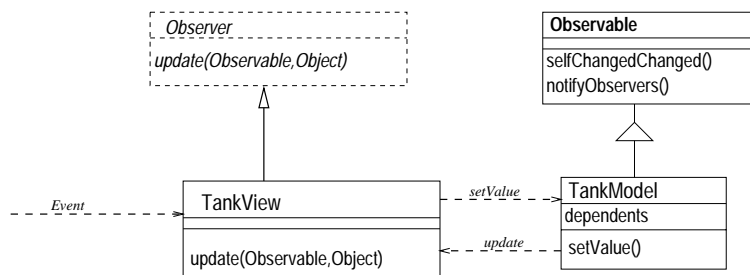 Observer
update(Observable,Object)
Observable
selfChangedChanged()
notifyObservers()
Event
TankView
update(Observable,Object)
setValue
update
TankModel
dependents
setValue()